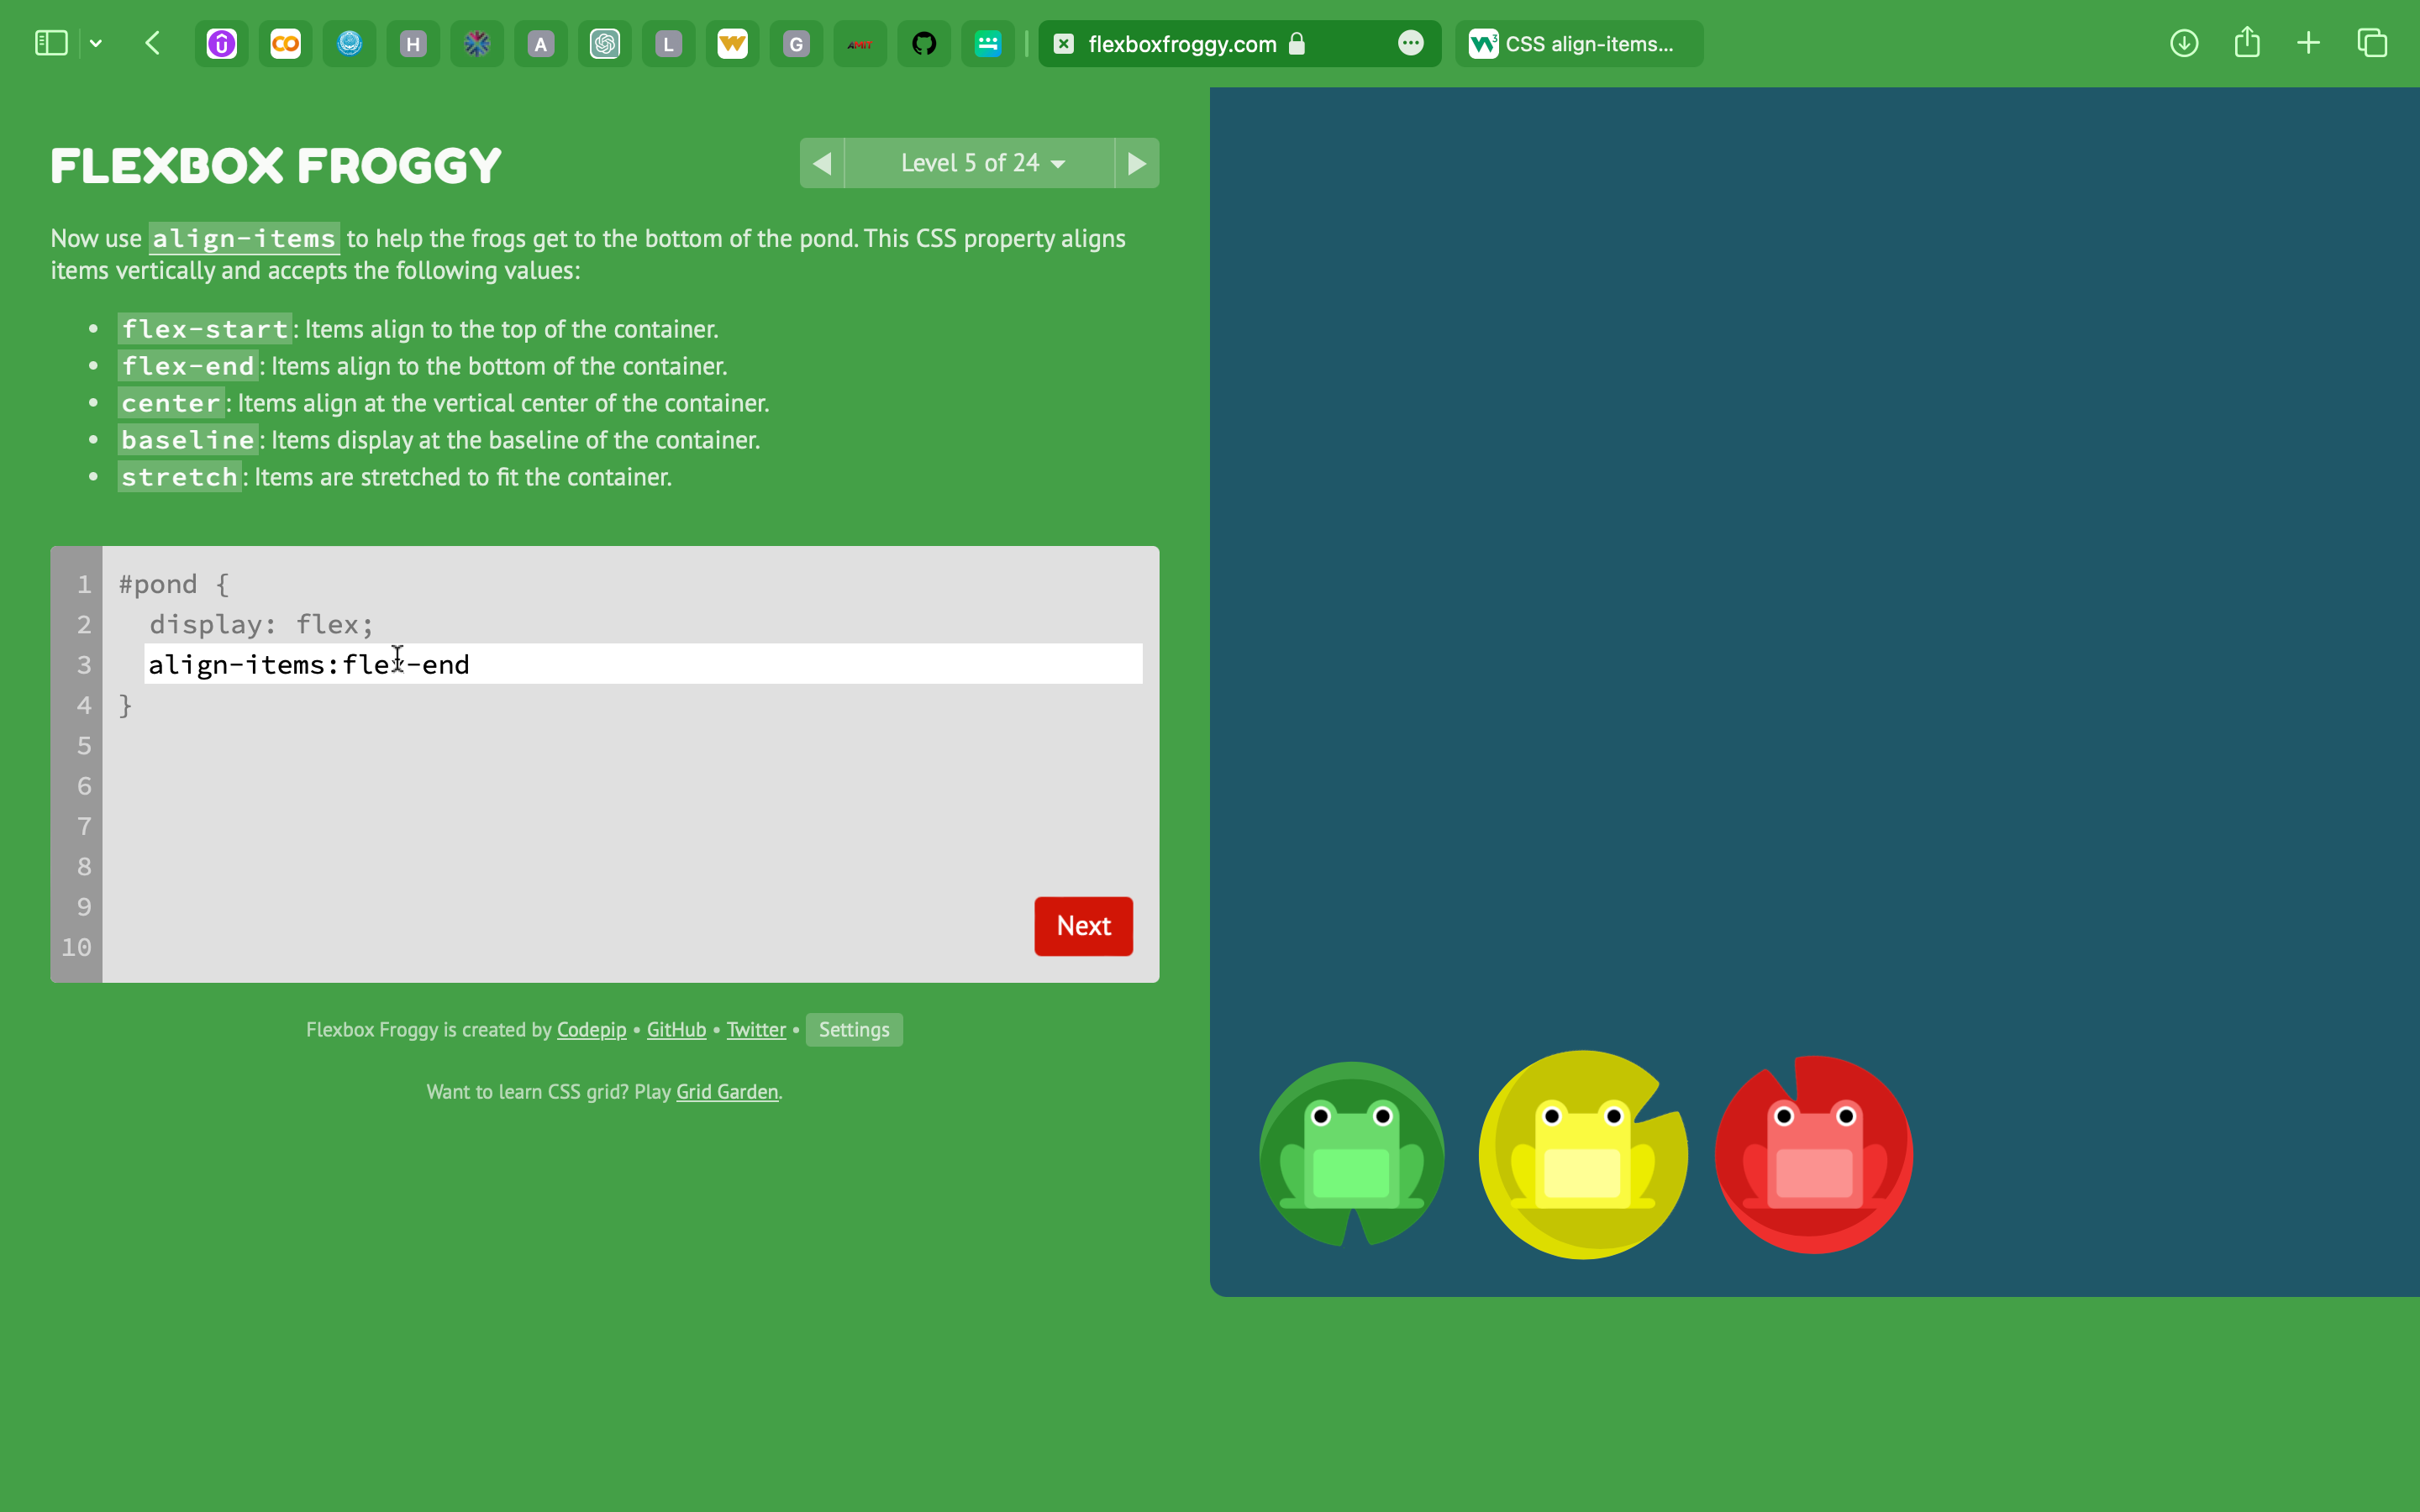 H A L G AMIT flexboxfroggy.com CSS align-items...
FLEXBOX FROGGY
Level 5 of 24
Now use align-items to help the frogs get to the bottom of the pond. This CSS property aligns
items vertically and accepts the following values:
• flex-start: Items align to the top of the container.
• flex-end: Items align to the bottom of the container.
• center: Items align at the vertical center of the container.
• baseline: Items display at the baseline of the container.
• stretch: Items are stretched to fit the container.
1 #pond {
2 display: flex;
3 align-items:flex-end
4 }
5
6
7
8
9
10
Next
Flexbox Froggy is created by Codepip • GitHub • Twitter • Settings
Want to learn CSS grid? Play Grid Garden.